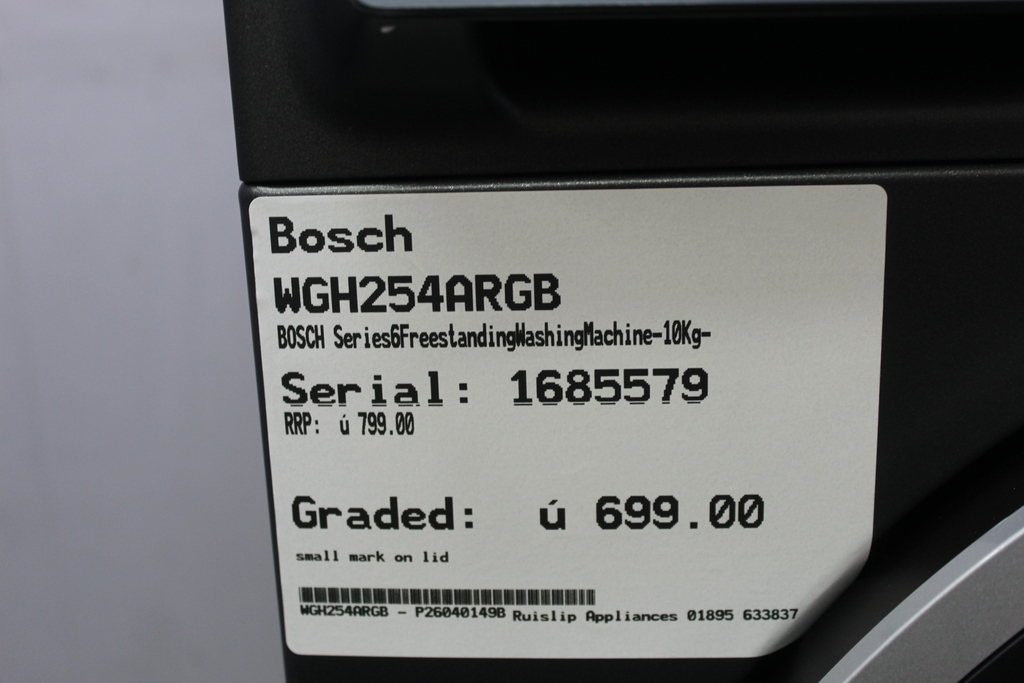 Bosch
WGH254ARGB
BOSCH Series6FreestandingWashingMachine-10Kg-
Serial: 1685579
RRP: ú 799.00
Graded: ú 699.00
small mark on lid
WGH254ARGB - P26040149B Ruislip Appliances 01895 633837